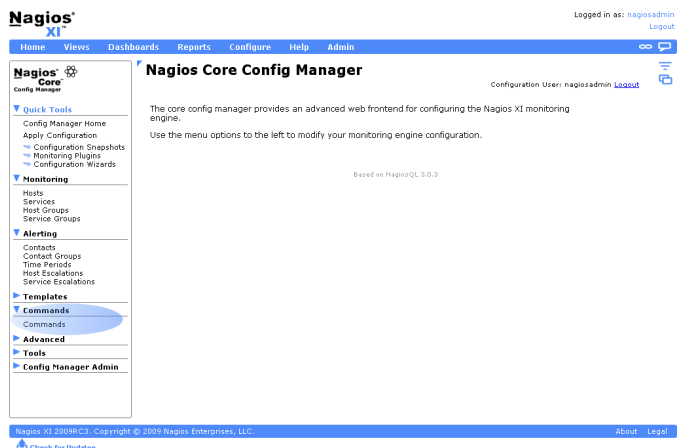 Nagios®
XI™
Logged in as: nagiosadmin
Logout
Home Views Dashboards Reports Configure Help Admin
Nagios®
Core™
Config Manager
Quick Tools
Config Manager Home
Apply Configuration
Configuration Snapshots
Monitoring Plugins
Configuration Wizards
Monitoring
Hosts
Services
Host Groups
Service Groups
Alerting
Contacts
Contact Groups
Time Periods
Host Escalations
Service Escalations
Templates
Commands
Commands
Advanced
Tools
Config Manager Admin
Nagios Core Config Manager
Configuration User: nagiosadmin Logout
The core config manager provides an advanced web frontend for configuring the Nagios XI monitoring
engine.
Use the menu options to the left to modify your monitoring engine configuration.
Based on NagiosQL 3.0.3
Nagios XI 2009RC3. Copyright © 2009 Nagios Enterprises, LLC.
About Legal
Check for Updates